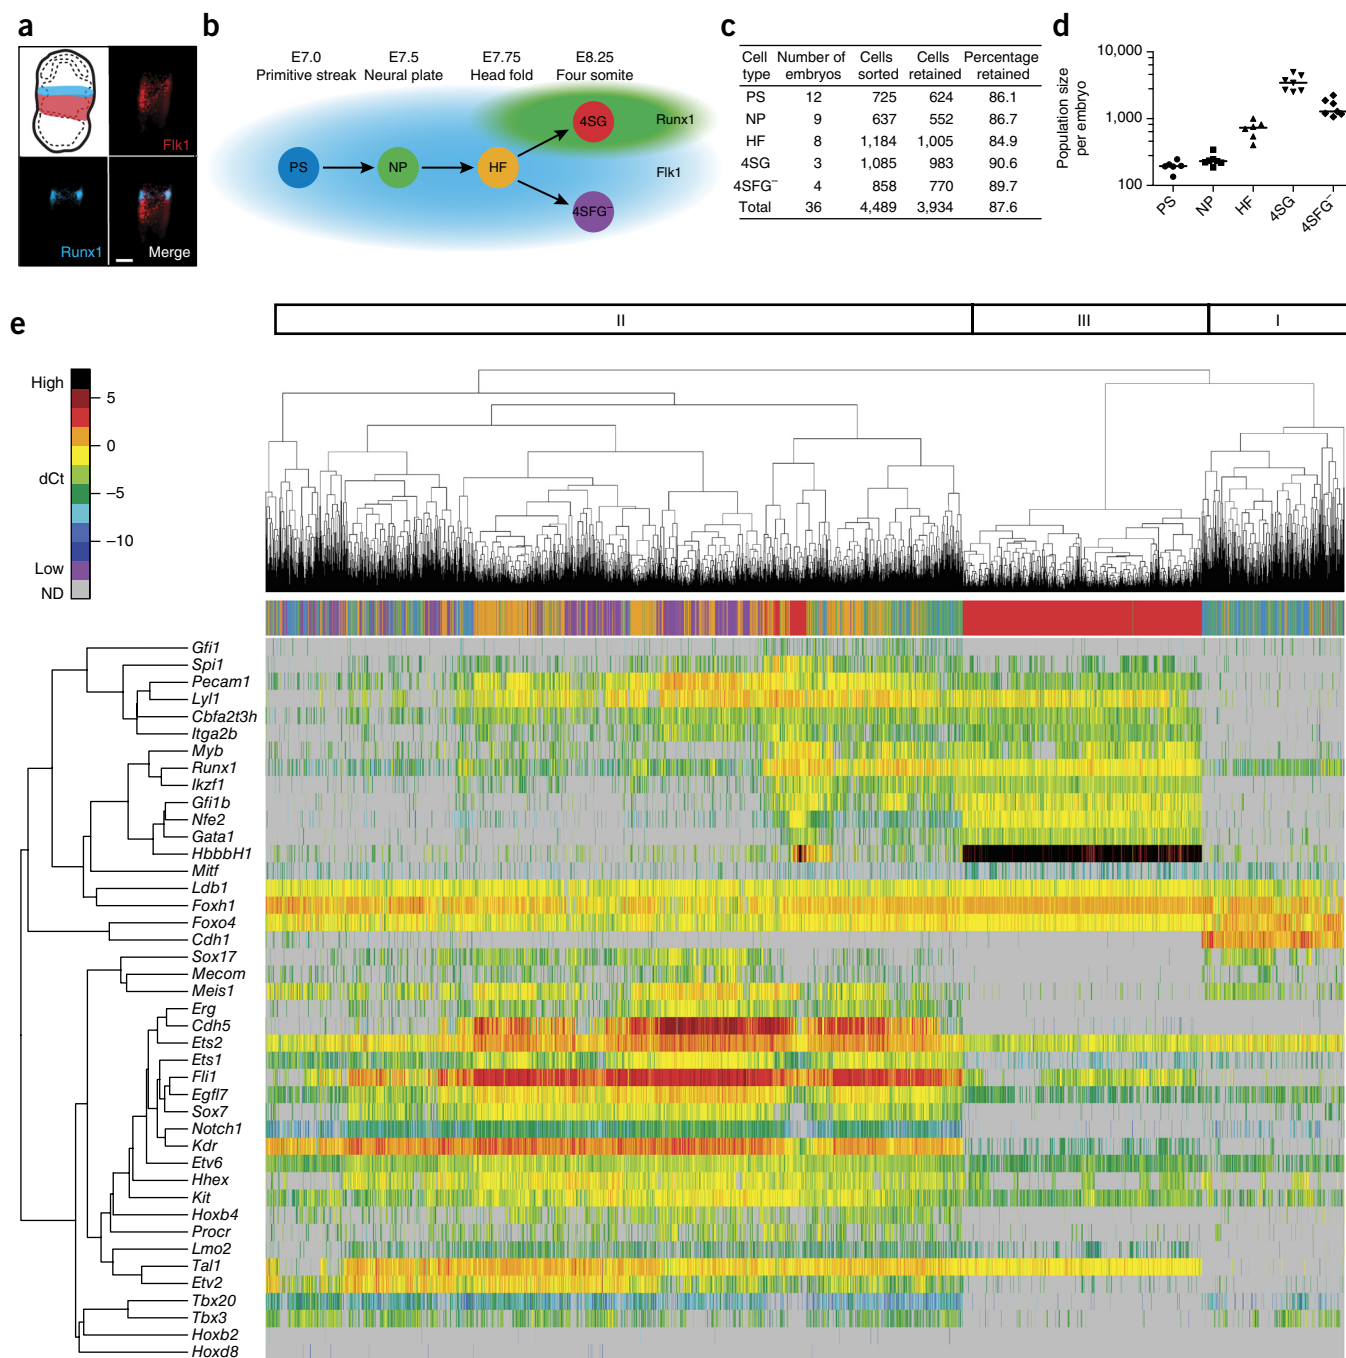 a
Flk1
Runx1
Merge
b
E7.0
Primitive streak
E7.5
Neural plate
E7.75
Head fold
E8.25
Four somite
PS
NP
HF
4SG
4SFG⁻
Runx1
Flk1
c
Cell type Number of embryos Cells sorted Cells retained Percentage retained
PS 12 725 624 86.1
NP 9 637 552 86.7
HF 8 1,184 1,005 84.9
4SG 3 1,085 983 90.6
4SFG⁻ 4 858 770 89.7
Total 36 4,489 3,934 87.6
d
Population size per embryo
10,000
1,000
100
PS
NP
HF
4SG
4SFG⁻
e
II
III
I
High
5
0
dCt
−5
−10
Low
ND
Gfi1
Spi1
Pecam1
Lyl1
Cbfa2t3h
Itga2b
Myb
Runx1
Ikzf1
Gfi1b
Nfe2
Gata1
HbbbH1
Mitf
Ldb1
Foxh1
Foxo4
Cdh1
Sox17
Mecom
Meis1
Erg
Cdh5
Ets2
Ets1
Fli1
Egfl7
Sox7
Notch1
Kdr
Etv6
Hhex
Kit
Hoxb4
Procr
Lmo2
Tal1
Etv2
Tbx20
Tbx3
Hoxb2
Hoxd8